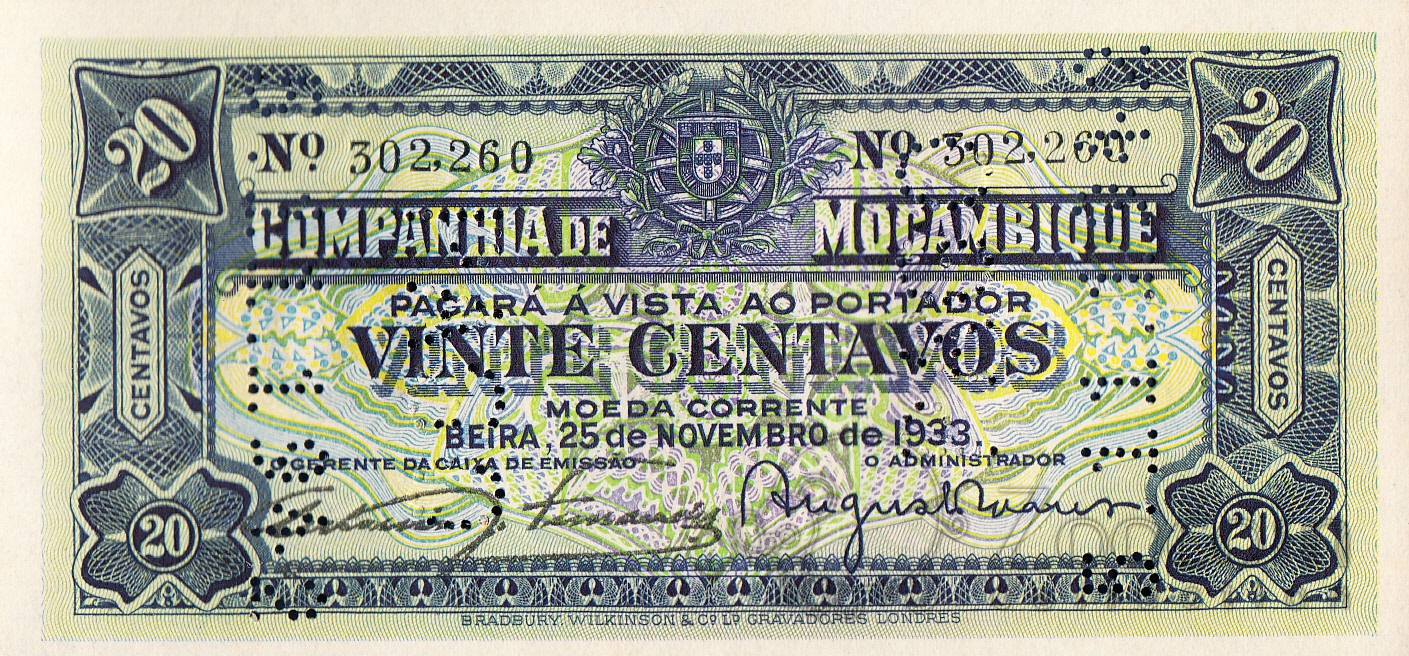 20
20
Nº 302,260
Nº 302,260
COMPANHIA DE MOÇAMBIQUE
PAGARÁ Á VISTA AO PORTADOR
VINTE CENTAVOS
MOEDA CORRENTE
BEIRA, 25 de NOVEMBRO de 1933.
O GERENTE DA CAIXA DE EMISSÃO
O ADMINISTRADOR
CENTAVOS
CENTAVOS
20
20
BRADBURY, WILKINSON & Cº Lº GRAVADORES LONDRES